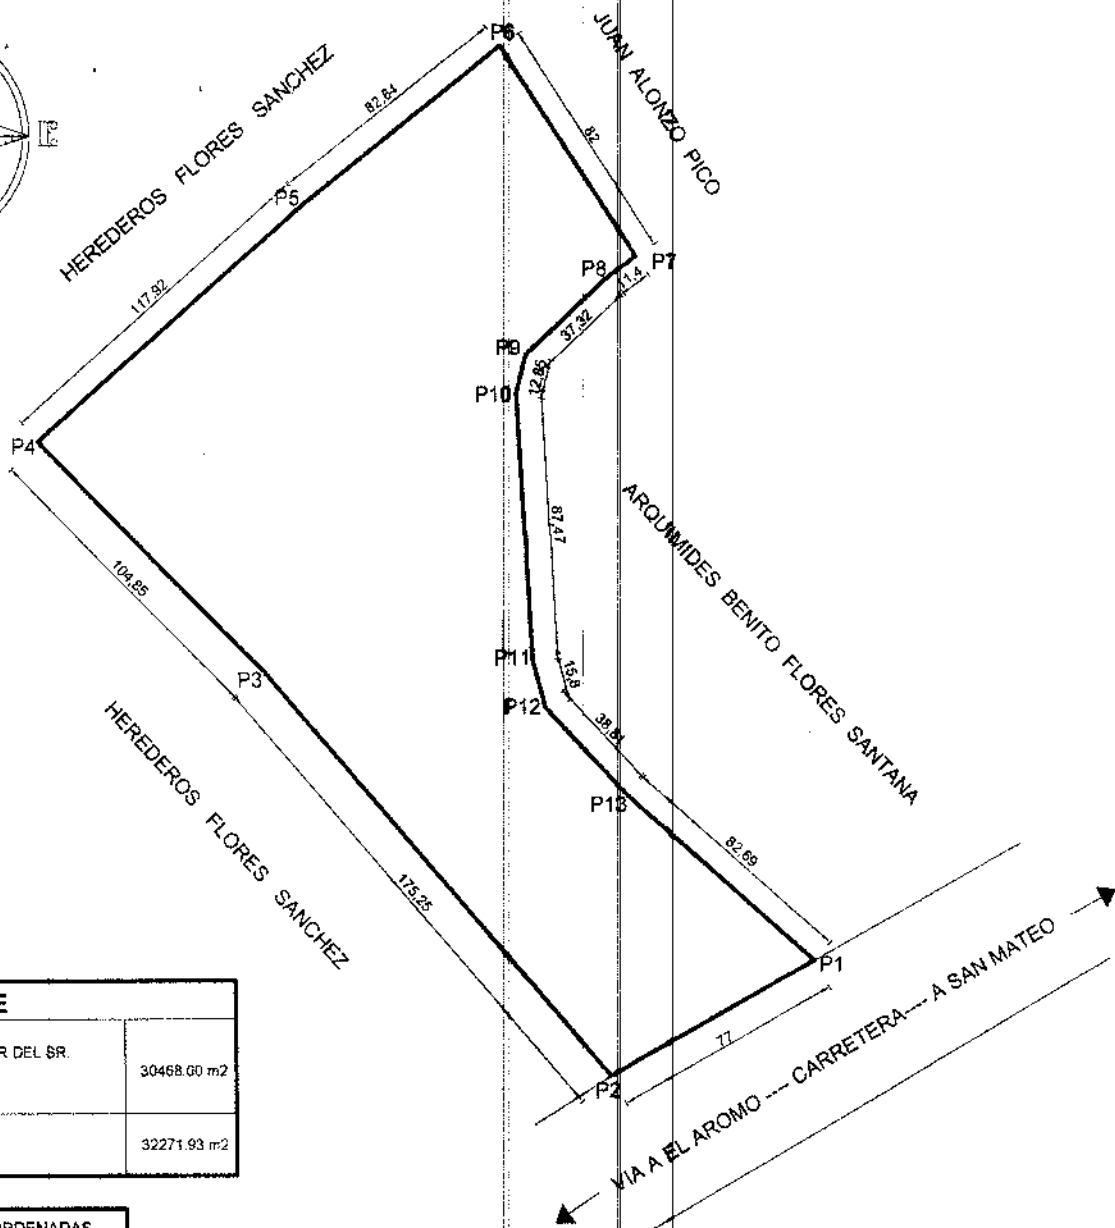 P6
JUAN ALONZO PICO
HEREDEROS FLORES SANCHEZ
82,64
82
E
P5
P7
P8
11,4
117,92
37,32
P9
12,85
P10
P4
87,47
ARQUIMIDES BENITO FLORES SANTANA
104,85
P11
15,8
P3
P12
38,81
HEREDEROS FLORES SANCHEZ
P13
82,69
175,25
P1
77
P2
VIA A EL AROMO ---- CARRETERA---- A SAN MATEO
E
R DEL SR.
30468.00 m2
32271.93 m2
ORDENADAS